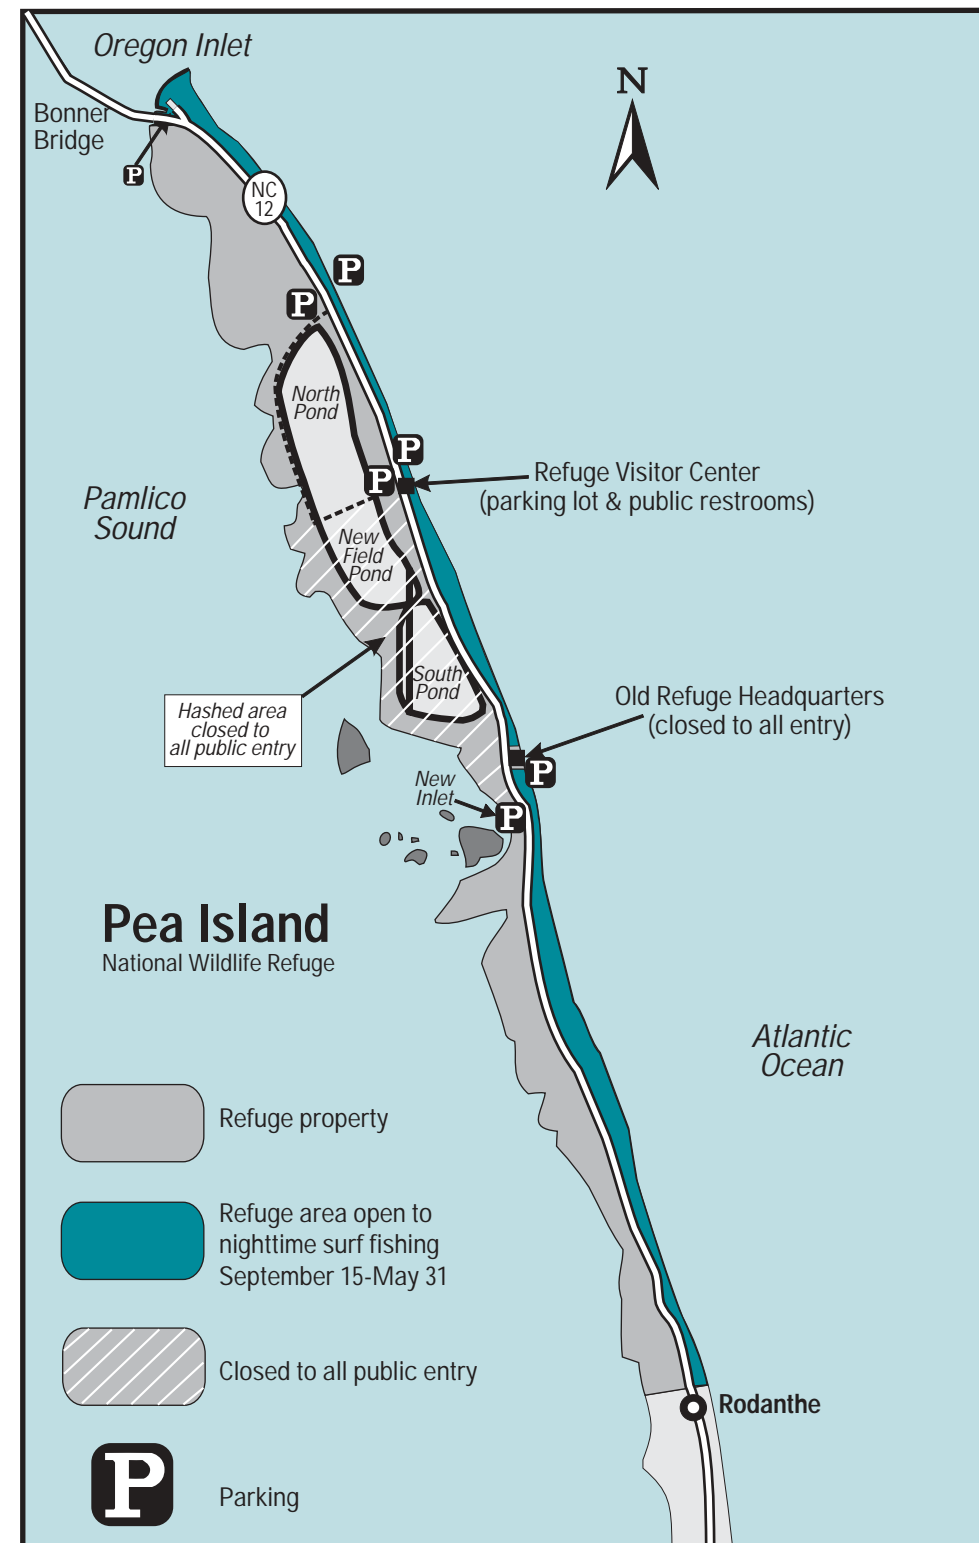 Oregon Inlet
N
Bonner
Bridge
P
NC
12
P
P
North
Pond
P
P
Refuge Visitor Center
(parking lot & public restrooms)
Pamlico
Sound
New
Field
Pond
South
Pond
Hashed area
closed to
all public entry
Old Refuge Headquarters
(closed to all entry)
P
New
Inlet
P
Pea Island
National Wildlife Refuge
Atlantic
Ocean
Refuge property
Refuge area open to
nighttime surf fishing
September 15-May 31
Closed to all public entry
Rodanthe
P
Parking